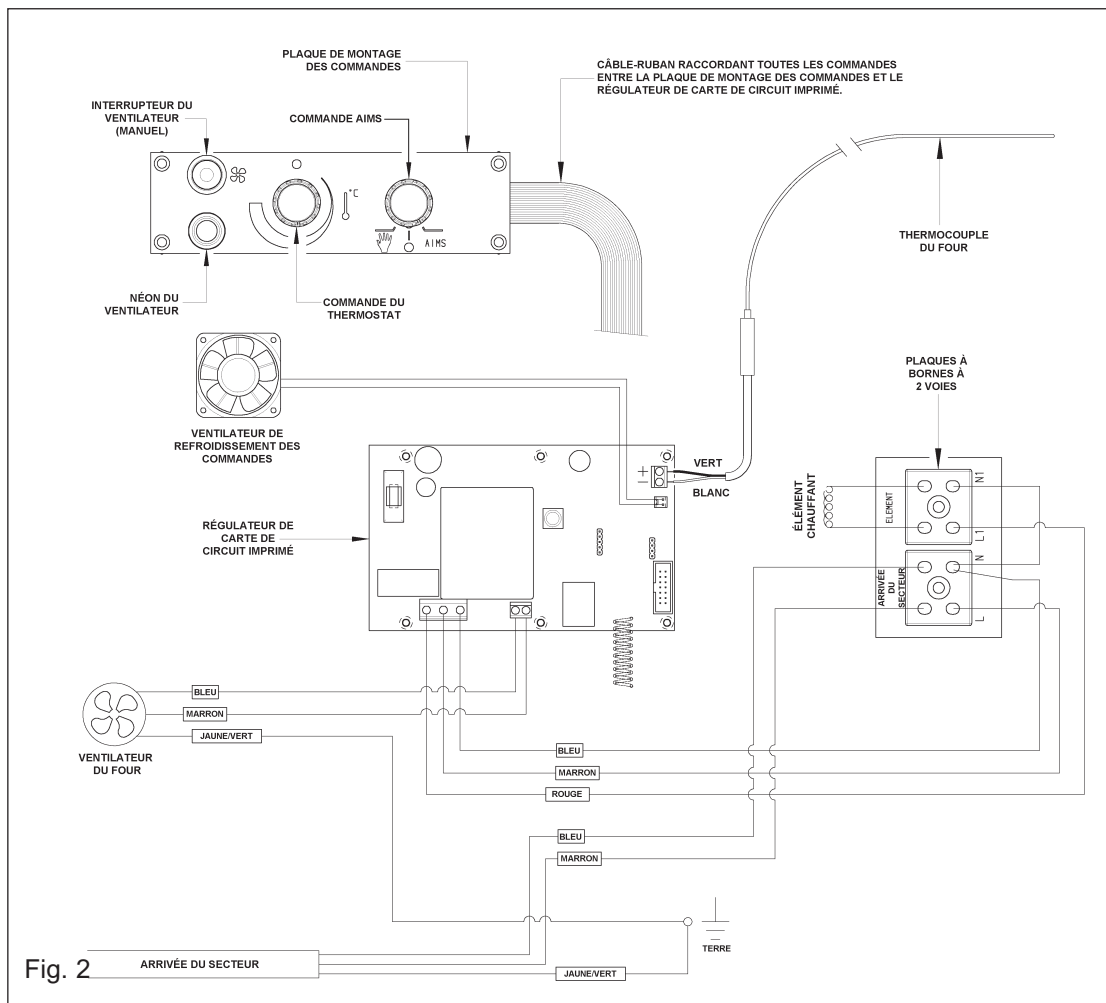 PLAQUE DE MONTAGE
DES COMMANDES
CÂBLE-RUBAN RACCORDANT TOUTES LES COMMANDES
ENTRE LA PLAQUE DE MONTAGE DES COMMANDES ET LE
RÉGULATEUR DE CARTE DE CIRCUIT IMPRIMÉ.
INTERRUPTEUR DU
VENTILATEUR
(MANUEL)
COMMANDE AIMS
°C
AIMS
THERMOCOUPLE
DU FOUR
NÉON DU
VENTILATEUR
COMMANDE DU
THERMOSTAT
PLAQUES À
BORNES À
2 VOIES
VENTILATEUR DE
REFROIDISSEMENT DES
COMMANDES
+
–
VERT
BLANC
ÉLÉMENT
CHAUFFANT
ELEMENT
N1
L1
RÉGULATEUR DE
CARTE DE
CIRCUIT IMPRIMÉ
ARRIVÉE
DU
SECTEUR
N
L
BLEU
MARRON
JAUNE/VERT
VENTILATEUR
DU FOUR
BLEU
MARRON
ROUGE
BLEU
MARRON
TERRE
Fig. 2
ARRIVÉE DU SECTEUR
JAUNE/VERT